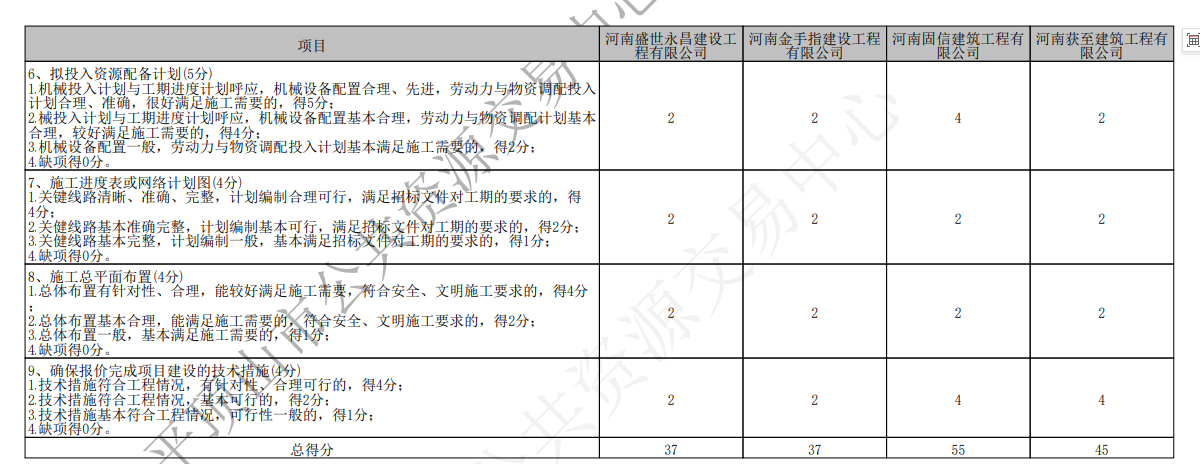 项目
河南盛世永昌建设工
程有限公司
河南金手指建设工程
有限公司
河南固信建筑工程有
限公司
河南获至建筑工程有
限公司
6、拟投入资源配备计划(5分)
1.机械投入计划与工期进度计划呼应，机械设备配置合理、先进，劳动力与物资调配投入
计划合理、准确，很好满足施工需要的，得5分；
2.械投入计划与工期进度计划呼应，机械设备配置基本合理，劳动力与物资调配计划基本
合理，较好满足施工需要的，得4分；
3.机械设备配置一般，劳动力与物资调配投入计划基本满足施工需要的，得2分；
4.缺项得0分。
2
2
4
2
7、施工进度表或网络计划图(4分)
1.关键线路清晰、准确、完整，计划编制合理可行，满足招标文件对工期的要求的，得
4分；
2.关健线路基本准确完整，计划编制基本可行，满足招标文件对工期的要求的，得2分；
3.关健线路基本完整，计划编制一般，基本满足招标文件对工期的要求的，得1分；
4.缺项得0分。
2
2
2
2
8、施工总平面布置(4分)
1.总体布置有针对性、合理，能较好满足施工需要，符合安全、文明施工要求的，得4分
；
2.总体布置基本合理，能满足施工需要的，符合安全、文明施工要求的，得2分；
3.总体布置一般，基本满足施工需要的，得1分；
4.缺项得0分。
2
2
2
2
9、确保报价完成项目建设的技术措施(4分)
1.技术措施符合工程情况，有针对性、合理可行的，得4分；
2.技术措施符合工程情况，基本可行的，得2分；
3.技术措施基本符合工程情况，可行性一般的，得1分；
4.缺项得0分。
2
2
4
4
总得分
37
37
55
45
平顶山市公共资源交易中心
公共资源交易中心